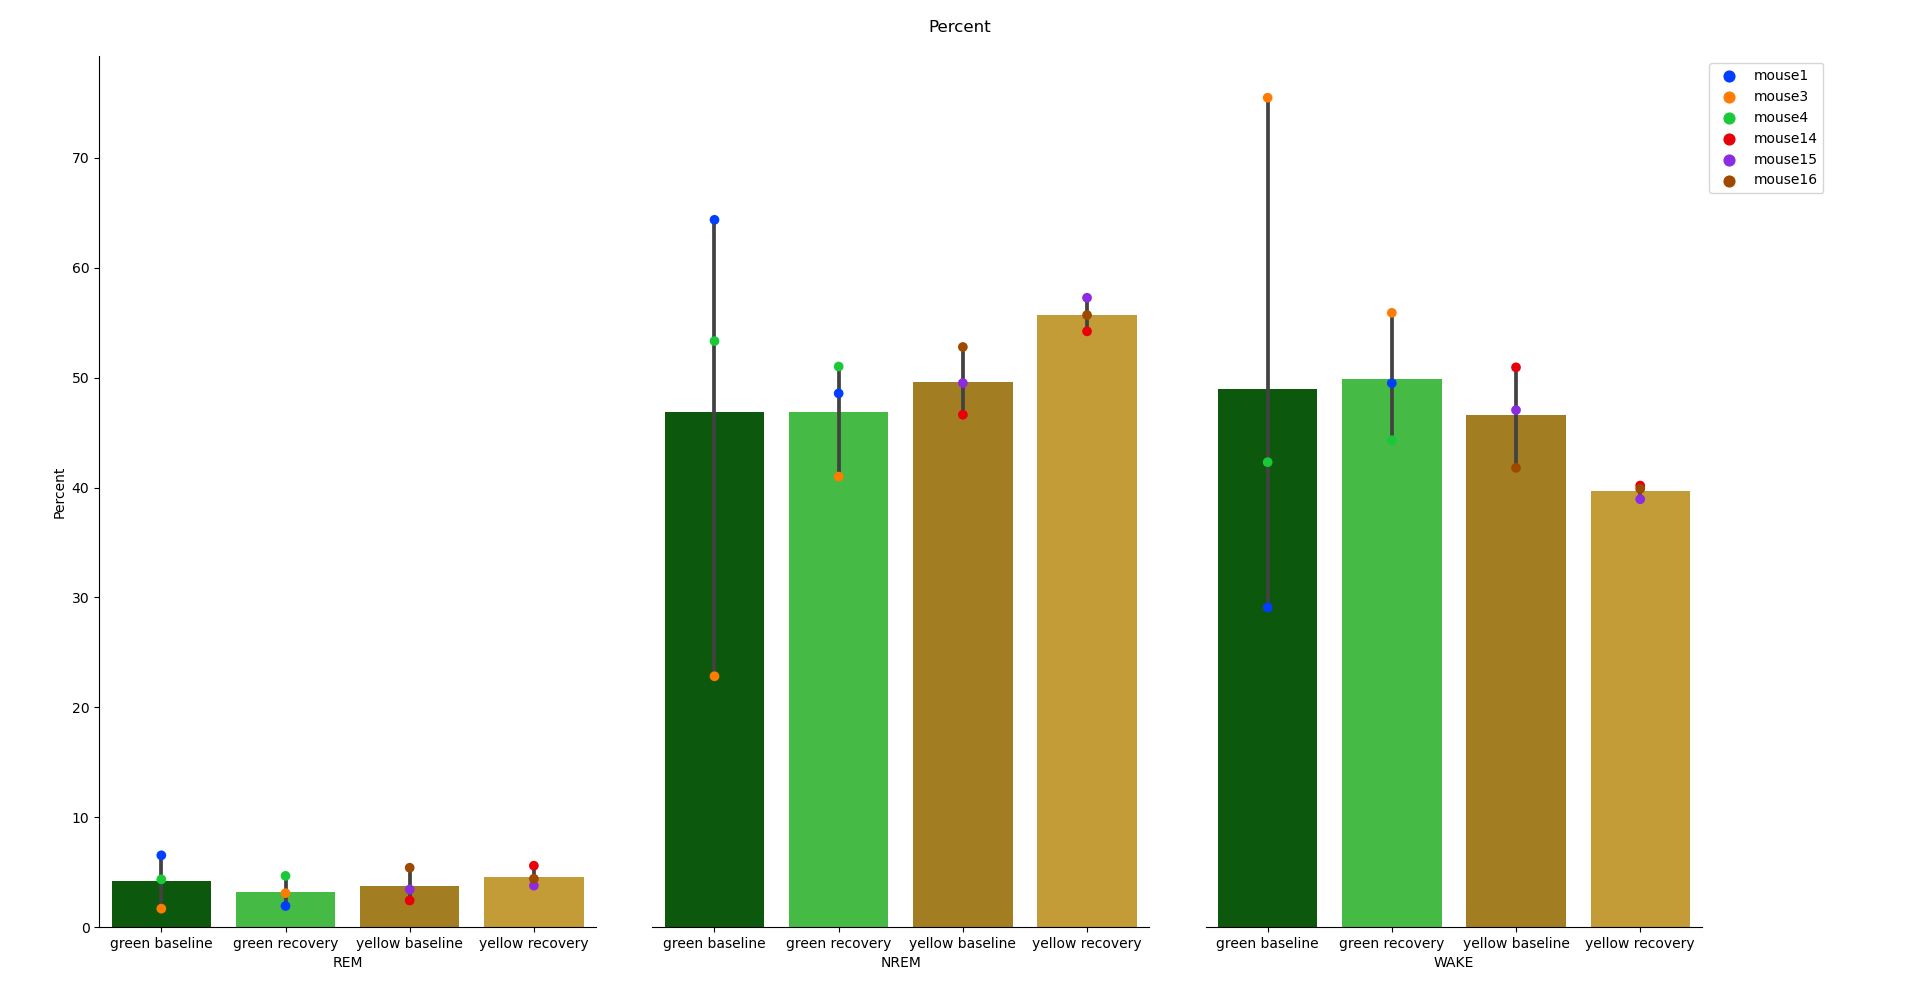 Percent
mouse1
mouse3
mouse4
mouse14
mouse15
mouse16
Percent
70
60
50
40
30
20
10
0
green baseline green recovery yellow baseline yellow recovery
REM
green baseline green recovery yellow baseline yellow recovery
NREM
green baseline green recovery yellow baseline yellow recovery
WAKE